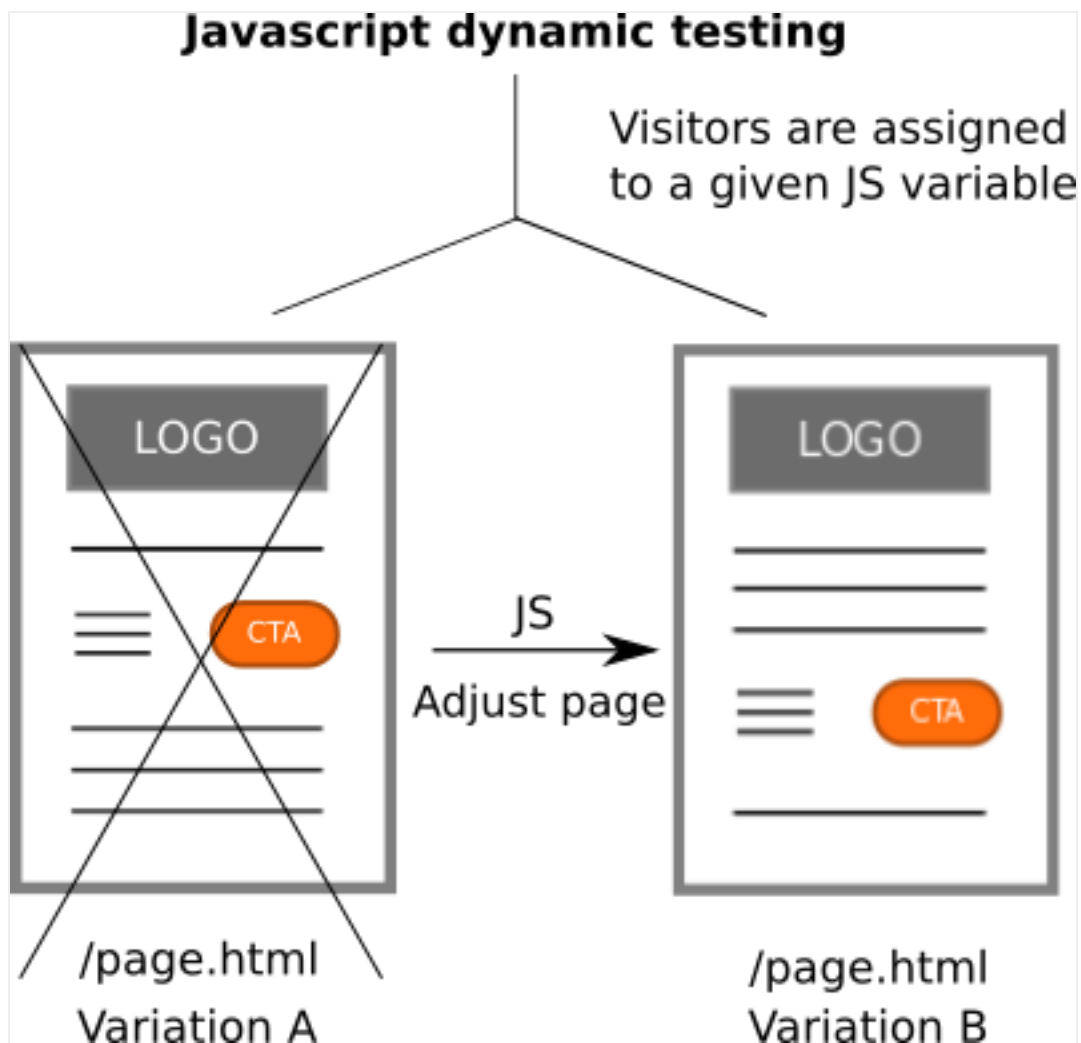 Javascript dynamic testing
Visitors are assigned
to a given JS variable
LOGO
CTA
JS
Adjust page
LOGO
CTA
/page.html
Variation A
/page.html
Variation B